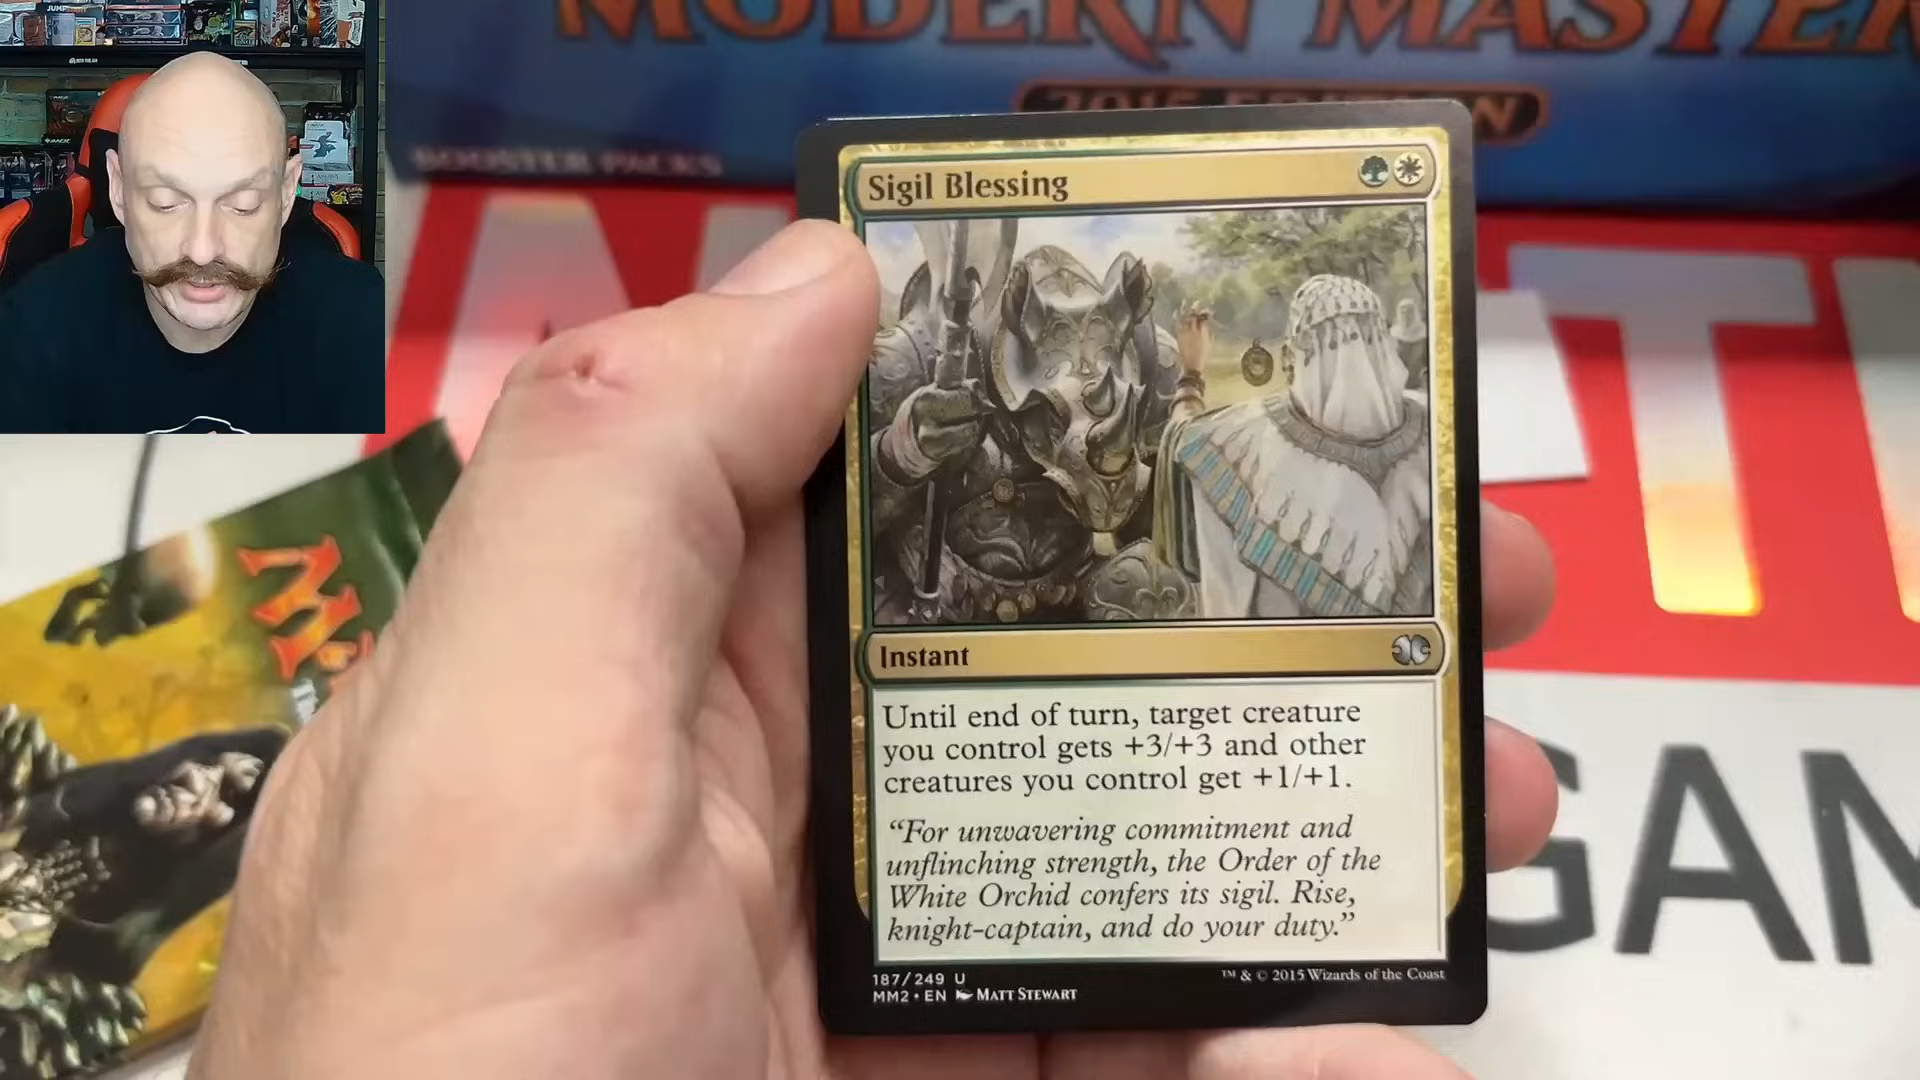 MODERN MASTER
2015 EDITION
BOOSTER PACKS
Sigil Blessing
Instant
Until end of turn, target creature
you control gets +3/+3 and other
creatures you control get +1/+1.
“For unwavering commitment and
unflinching strength, the Order of the
White Orchid confers its sigil. Rise,
knight-captain, and do your duty.”
187/249 U
MM2 • EN Matt Stewart
™ & © 2015 Wizards of the Coast
GAM